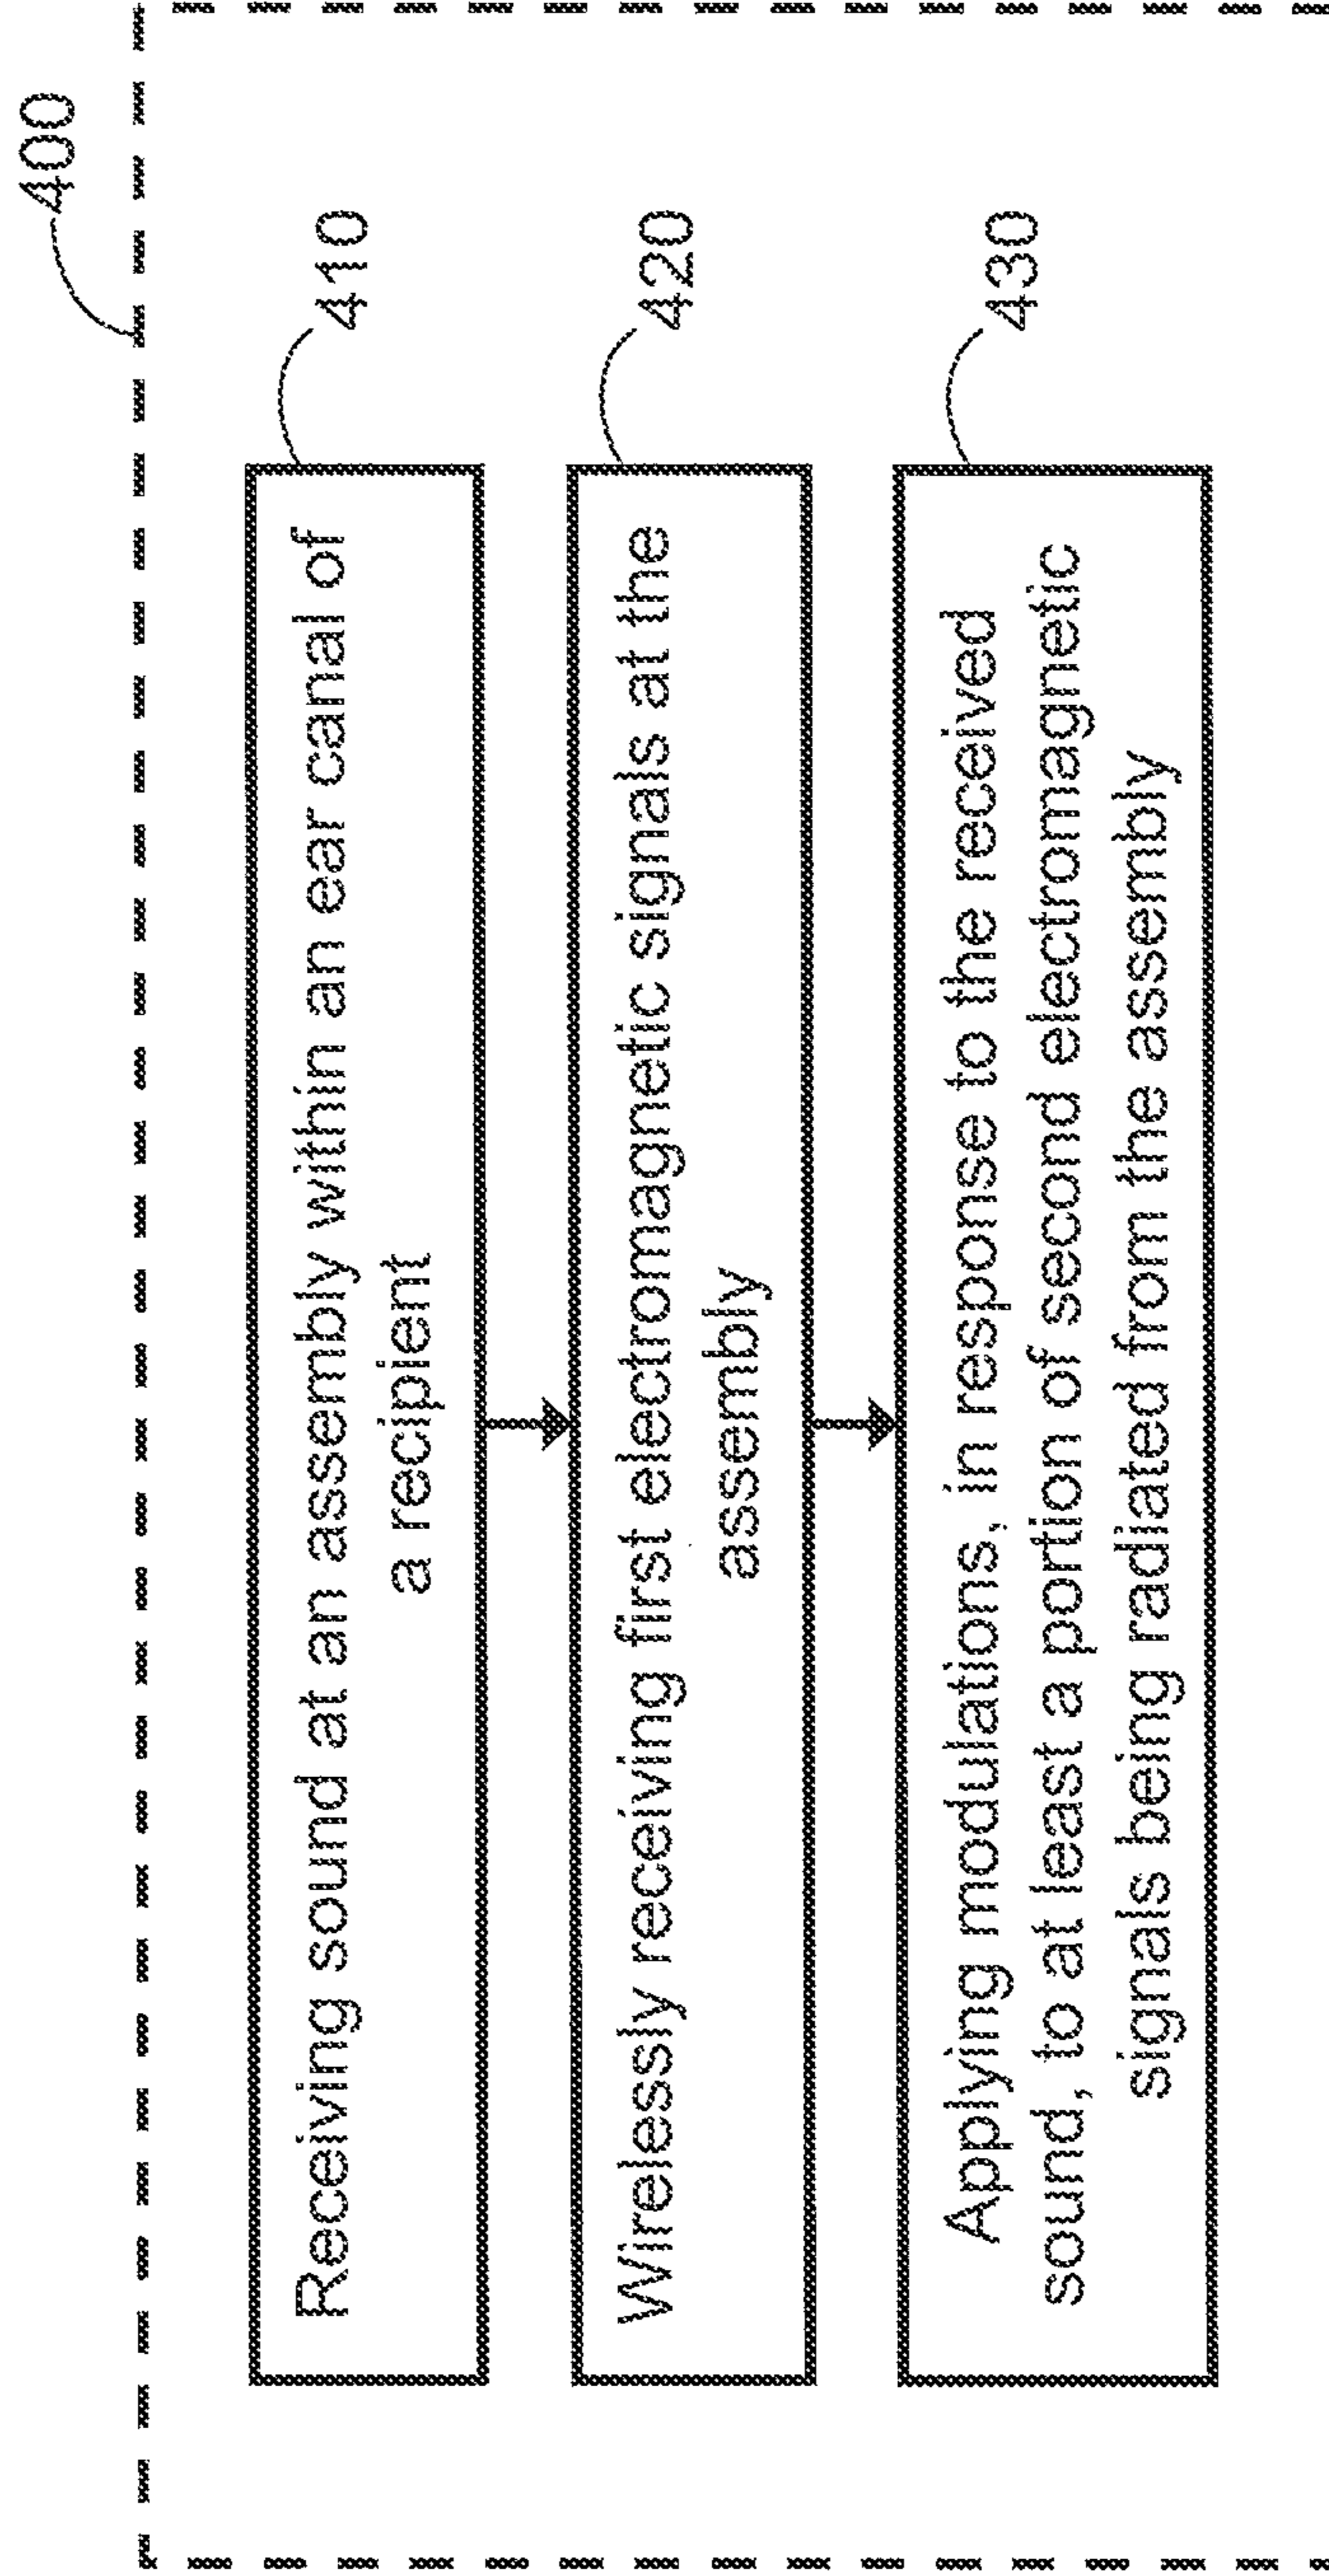 400
Receiving sound at an assembly within an ear canal of
a recipient
410
Wirelessly receiving first electromagnetic signals at the
assembly
420
Applying modulations, in response to the received
sound, to at least a portion of second electromagnetic
signals being radiated from the assembly
430